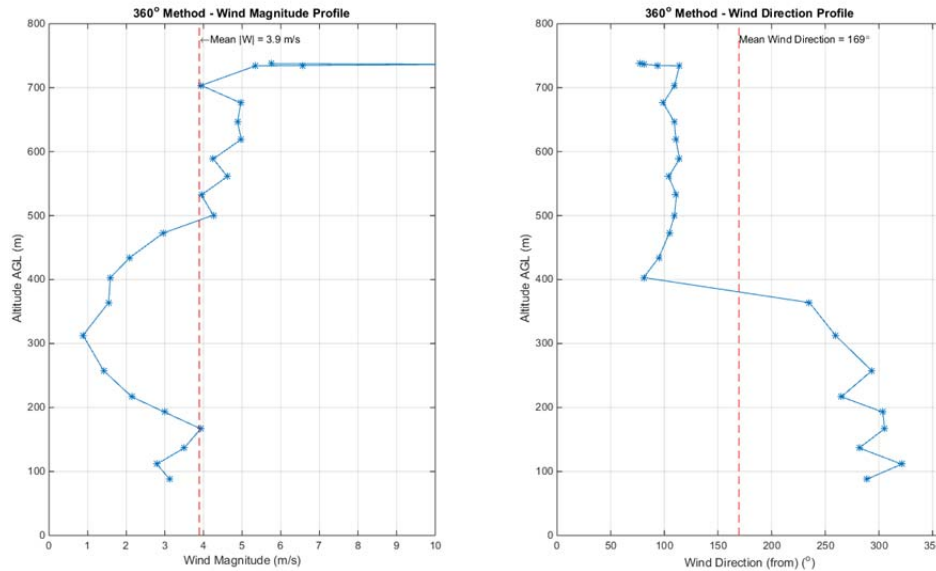 360° Method - Wind Magnitude Profile
←Mean |W| = 3.9 m/s
800
700
600
500
400
300
200
100
0
Altitude AGL (m)
0 1 2 3 4 5 6 7 8 9 10
Wind Magnitude (m/s)
360° Method - Wind Direction Profile
Mean Wind Direction = 169°
800
700
600
500
400
300
200
100
0
Altitude AGL (m)
0 50 100 150 200 250 300 350
Wind Direction (from) (°)